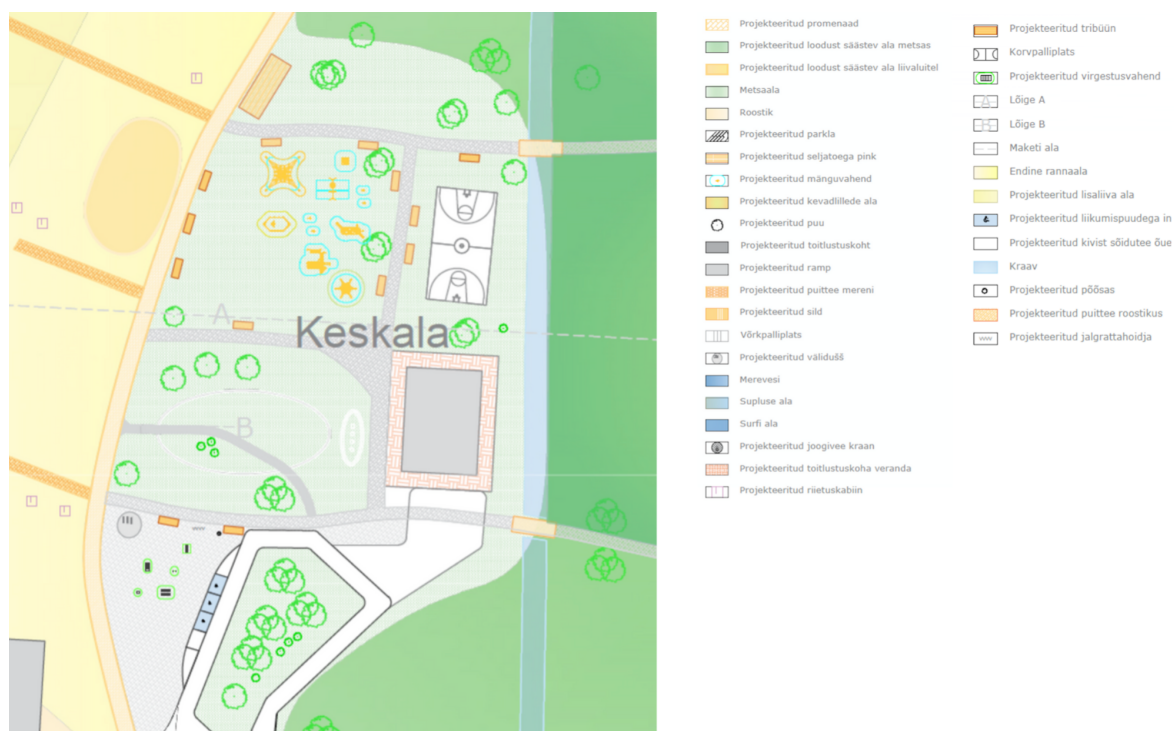 A
Keskala
B
Projekteeritud promenaad
Projekteeritud loodust säästev ala metsas
Projekteeritud loodust säästev ala liivaluitel
Metsaala
Roostik
Projekteeritud parkla
Projekteeritud seljatoega pink
Projekteeritud mänguvahend
Projekteeritud kevadlillede ala
Projekteeritud puu
Projekteeritud toitlustuskoht
Projekteeritud ramp
Projekteeritud puittee mereni
Projekteeritud sild
Võrkpalliplats
Projekteeritud välidušš
Merevesi
Supluse ala
Surfi ala
Projekteeritud joogivee kraan
Projekteeritud toitlustuskoha veranda
Projekteeritud riietuskabiin
Projekteeritud tribüün
Korvpalliplats
Projekteeritud virgestusvahend
Lõige A
Lõige B
Maketi ala
Endine rannaala
Projekteeritud lisaliiva ala
Projekteeritud liikumispuudega in
Projekteeritud kivist sõidutee õue
Kraav
Projekteeritud põõsas
Projekteeritud puittee roostikus
Projekteeritud jalgrattahoidja